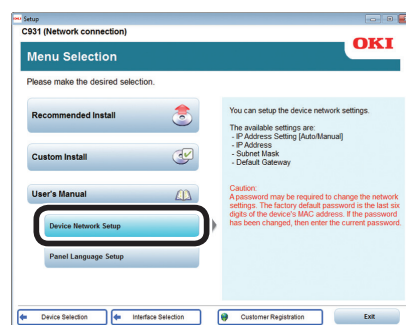 Setup
C931 (Network connection)
OKI
Menu Selection
Please make the desired selection.
Recommended Install
Custom Install
User's Manual
Device Network Setup
Panel Language Setup
You can setup the device network settings.
The available settings are:
- IP Address Setting [Auto/Manual]
- IP Address
- Subnet Mask
- Default Gateway
Caution:
A password may be required to change the network
settings. The factory default password is the last six
digits of the device's MAC address. If the password
has been changed, then enter the current password.
Device Selection
Interface Selection
Customer Registration
Exit